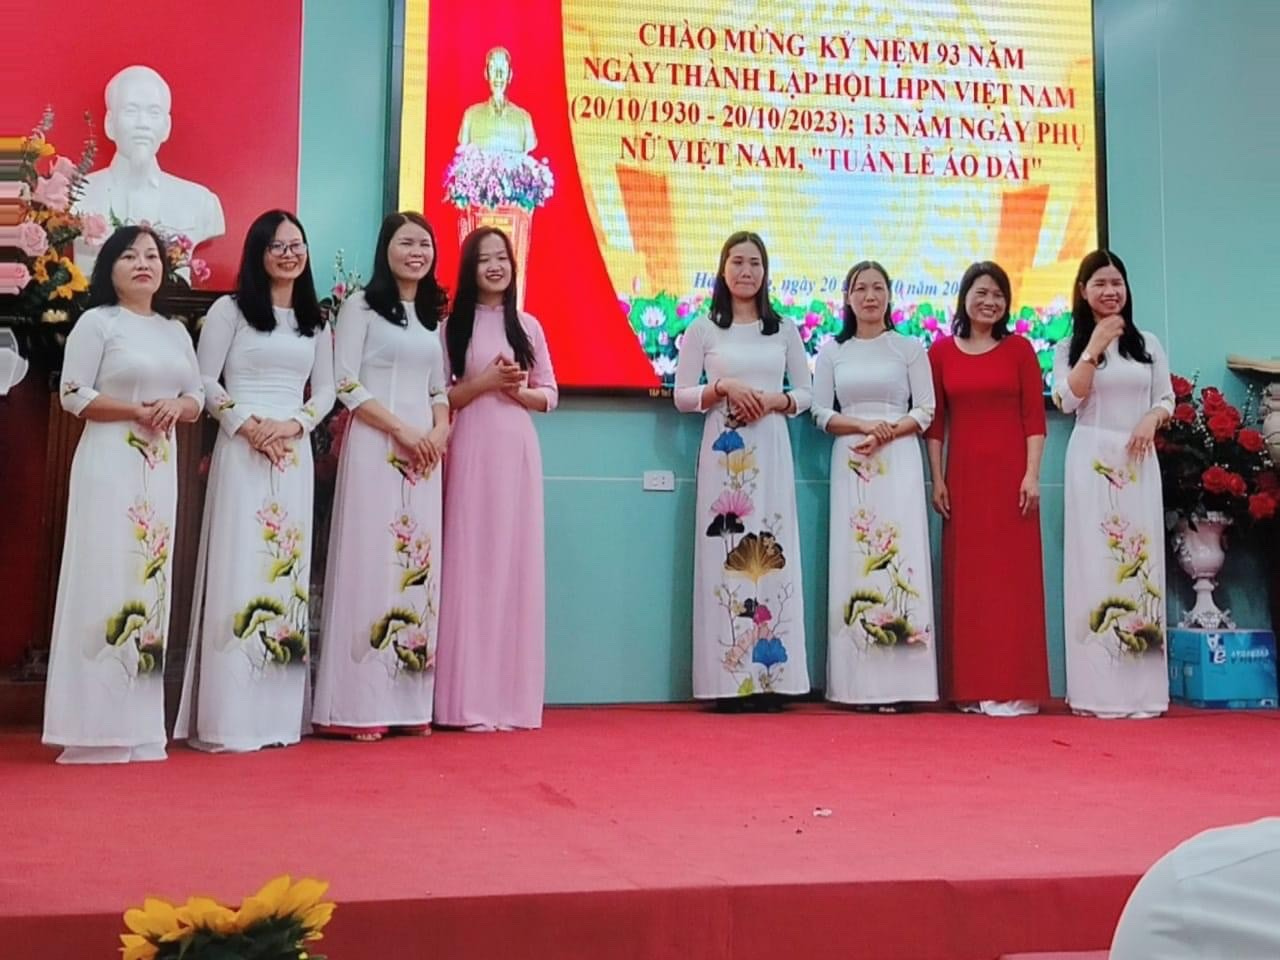 CHÀO MỪNG KỶ NIỆM 93 NĂM
NGÀY THÀNH LẬP HỘI LHPN VIỆT NAM
(20/10/1930 - 20/10/2023); 13 NĂM NGÀY PHỤ
NỮ VIỆT NAM, "TUẦN LỄ ÁO DÀI"
ngày 20